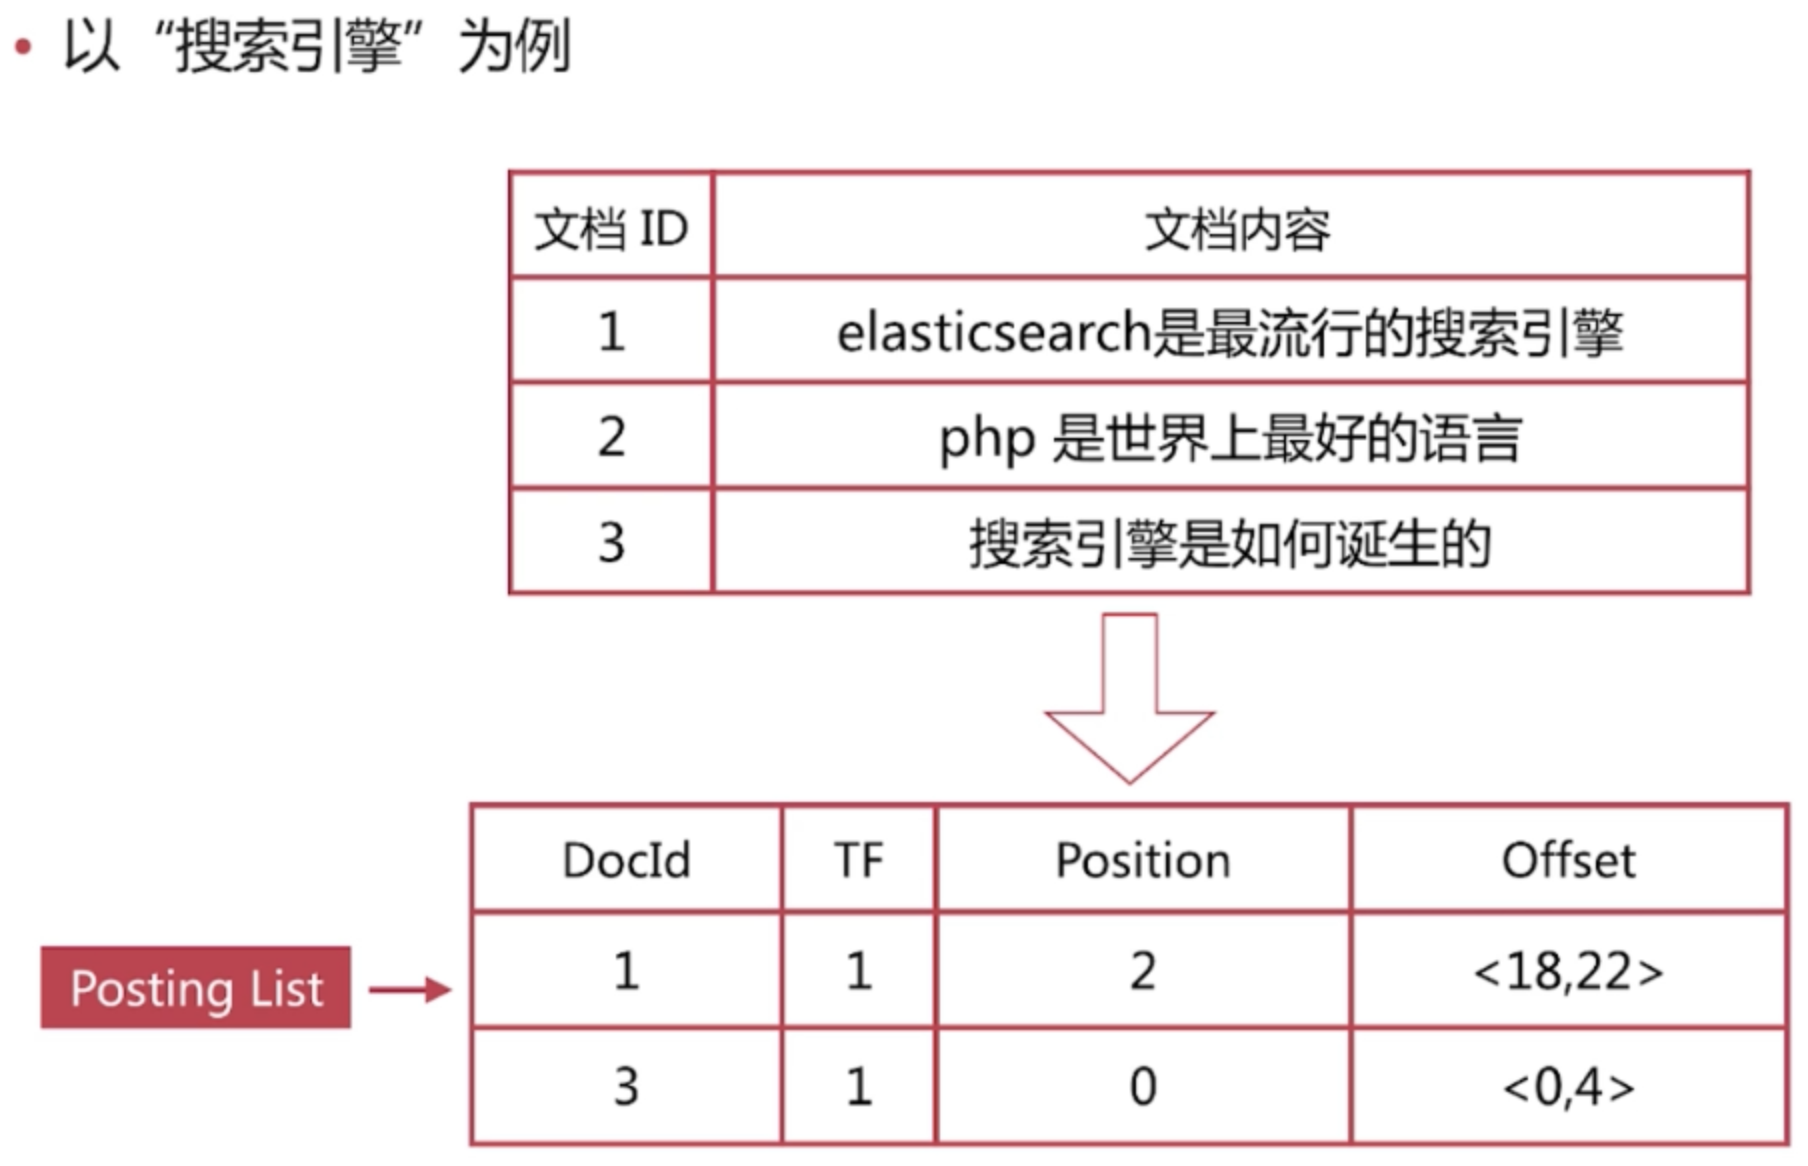 • 以“搜索引擎”为例
文档 ID 文档内容
1 elasticsearch是最流行的搜索引擎
2 php 是世界上最好的语言
3 搜索引擎是如何诞生的
Posting List
DocId TF Position Offset
1 1 2 <18,22>
3 1 0 <0,4>